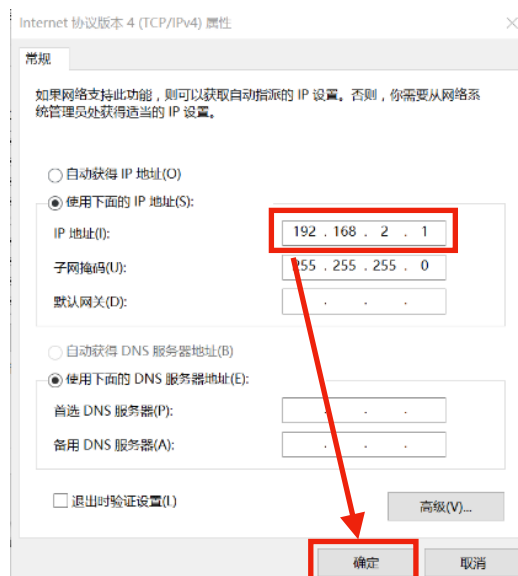 Internet 协议版本 4 (TCP/IPv4) 属性
常规
如果网络支持此功能，则可以获取自动指派的 IP 设置。否则，你需要从网络系
统管理员处获得适当的 IP 设置。
自动获得 IP 地址(O)
使用下面的 IP 地址(S):
IP 地址(I): 192 . 168 . 2 . 1
子网掩码(U): 255 . 255 . 255 . 0
默认网关(D): . . .
自动获得 DNS 服务器地址(B)
使用下面的 DNS 服务器地址(E):
首选 DNS 服务器(P): . . .
备用 DNS 服务器(A): . . .
退出时验证设置(L)
高级(V)...
确定 取消